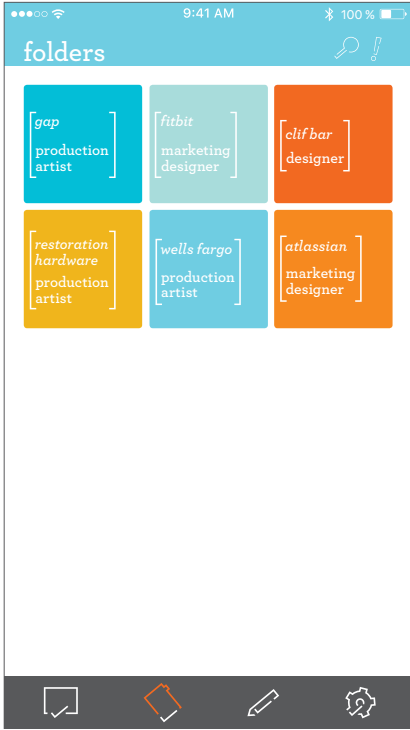 9:41 AM
100 %
folders
gap
production
artist
fitbit
marketing
designer
clif bar
designer
restoration
hardware
production
artist
wells fargo
production
artist
atlassian
marketing
designer